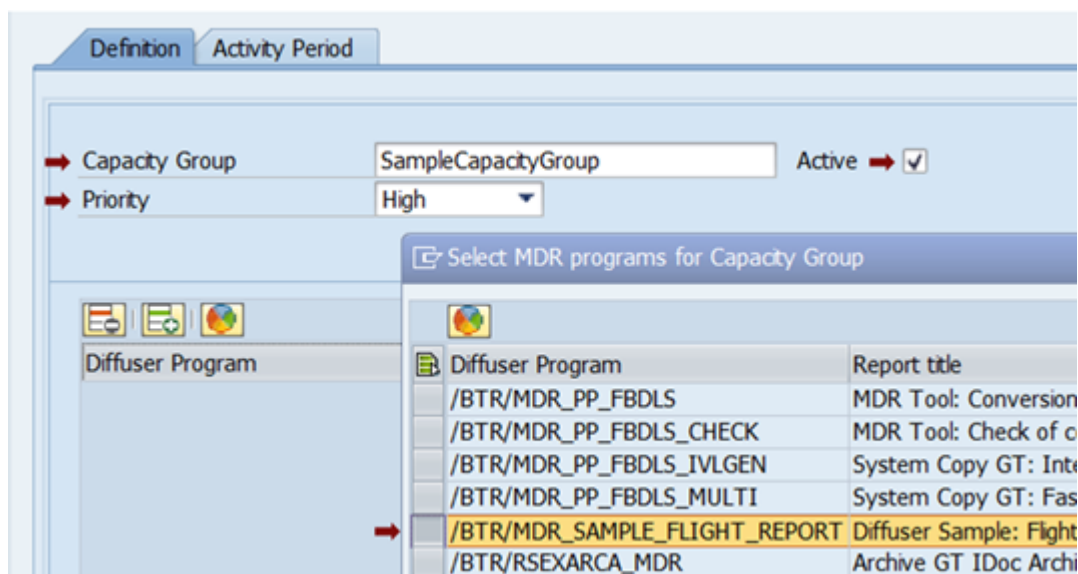 Definition Activity Period
Capacity Group SampleCapacityGroup Active
Priority High
Select MDR programs for Capacity Group
Diffuser Program
Diffuser Program Report title
/BTR/MDR_PP_FBDLS MDR Tool: Conversion
/BTR/MDR_PP_FBDLS_CHECK MDR Tool: Check of
/BTR/MDR_PP_FBDLS_IVLGEN System Copy GT:
/BTR/MDR_PP_FBDLS_MULTI System Copy GT:
/BTR/MDR_SAMPLE_FLIGHT_REPORT Diffuser Sample: Flight
/BTR/RSEXARCA_MDR Archive GT IDoc